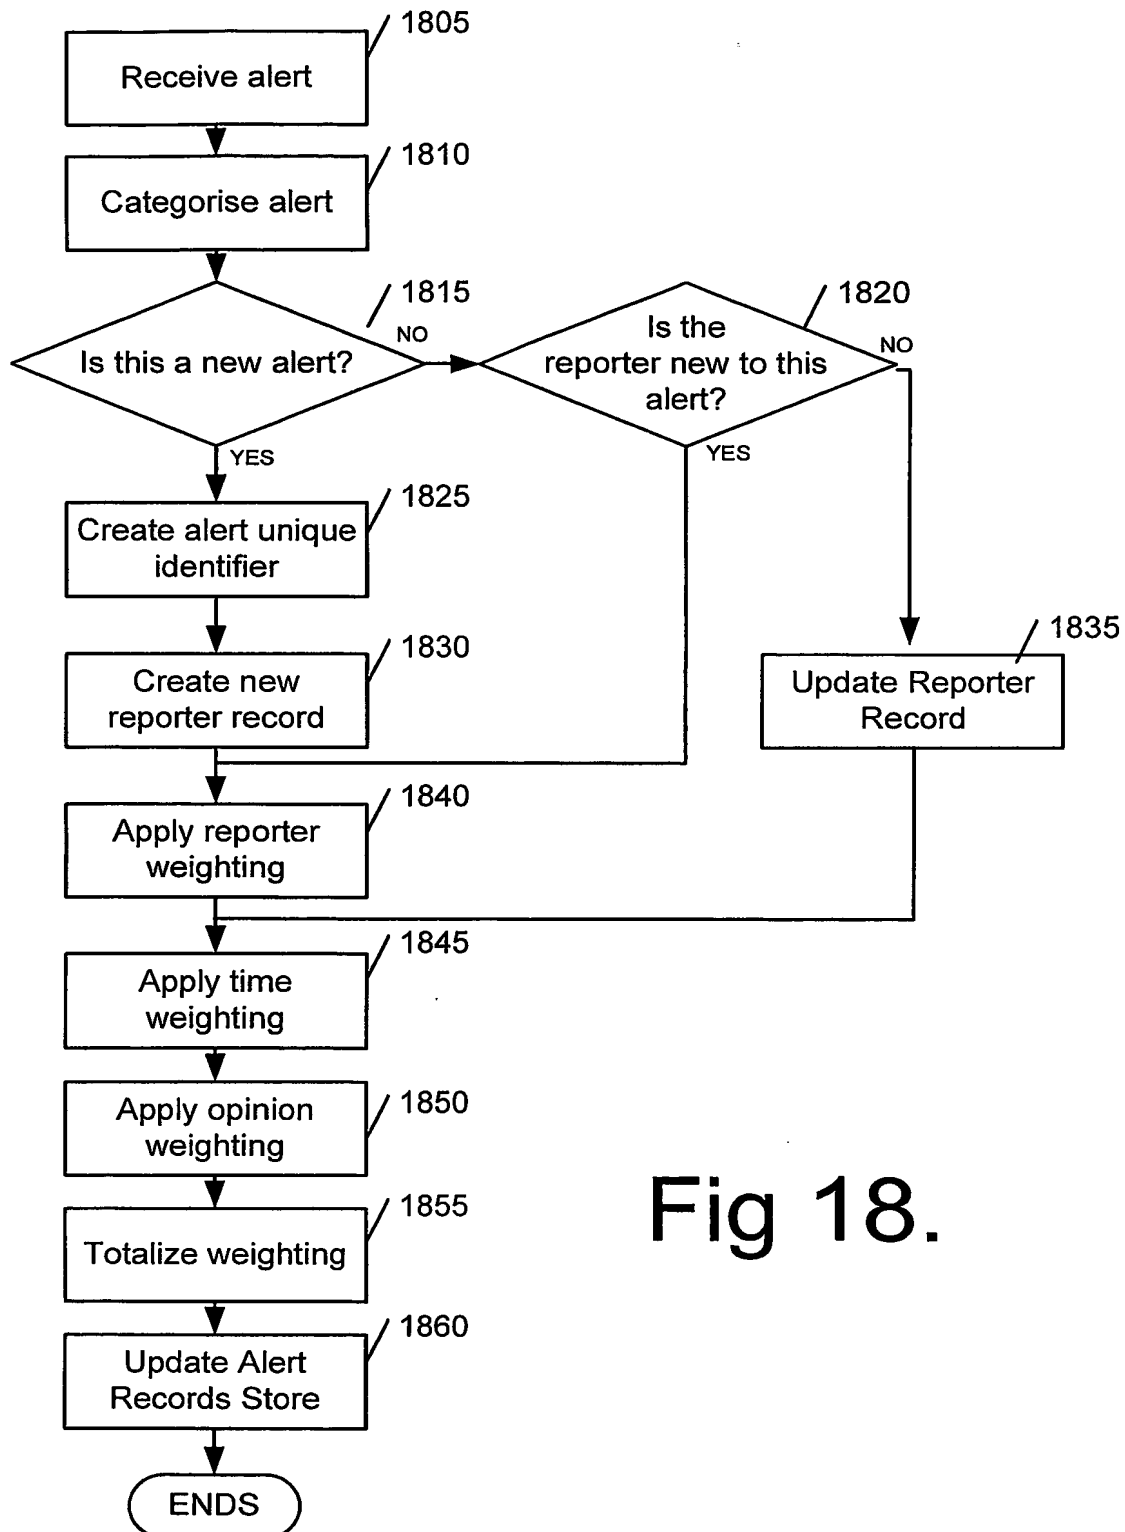 1805
Receive alert
1810
Categorise alert
1815
Is this a new alert?
NO
YES
1820
Is the
reporter new to this
alert?
NO
YES
1825
Create alert unique
identifier
1830
Create new
reporter record
1835
Update Reporter
Record
1840
Apply reporter
weighting
1845
Apply time
weighting
1850
Apply opinion
weighting
1855
Totalize weighting
1860
Update Alert
Records Store
ENDS
Fig 18.